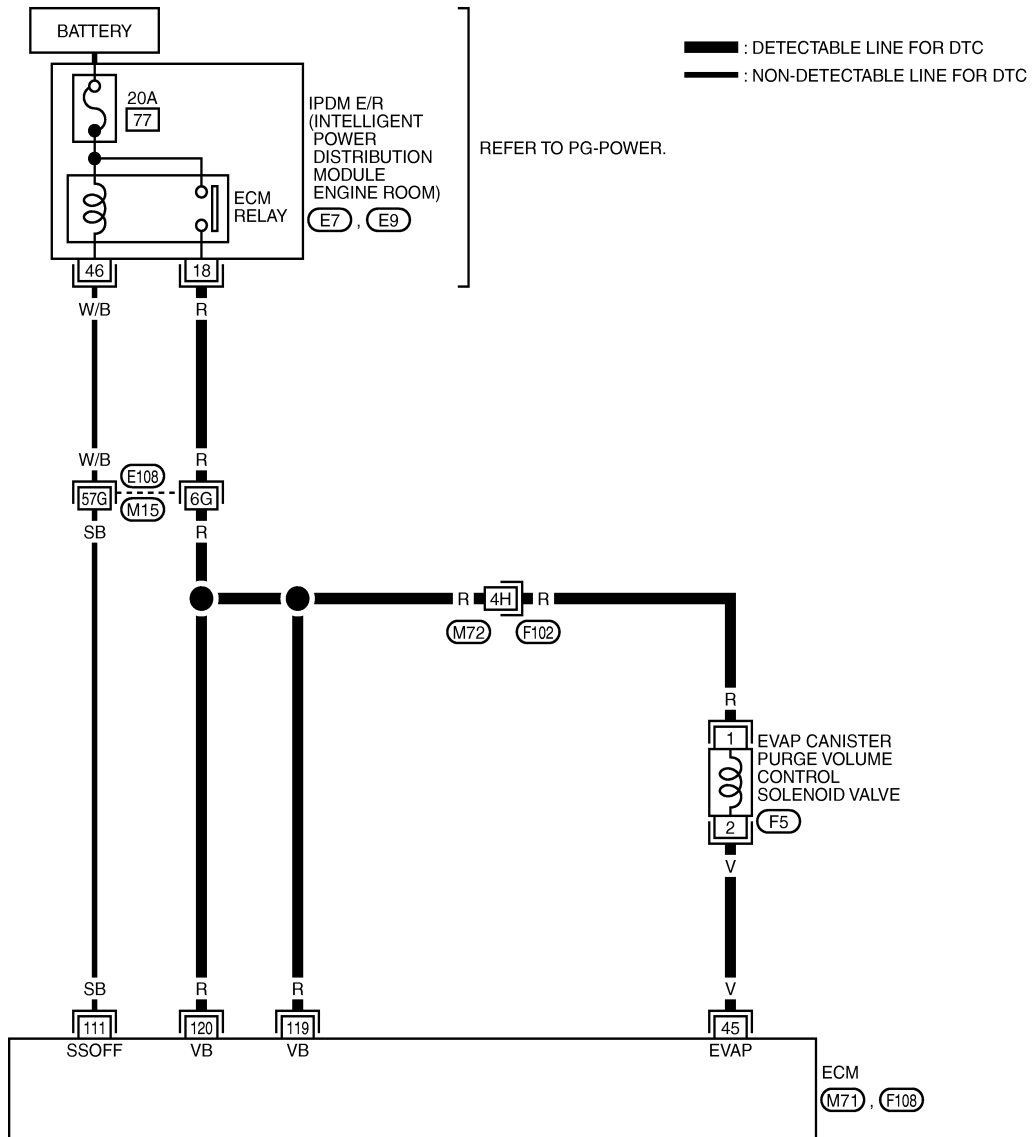 BATTERY
: DETECTABLE LINE FOR DTC
: NON-DETECTABLE LINE FOR DTC
20A
77
IPDM E/R
(INTELLIGENT
POWER
DISTRIBUTION
MODULE
ENGINE ROOM)
E7 , E9
REFER TO PG-POWER.
ECM
RELAY
46
18
W/B
R
W/B
R
E108
57G
6G
M15
SB
R
R
4H
R
M72
F102
R
1
EVAP CANISTER
PURGE VOLUME
CONTROL
SOLENOID VALVE
2
F5
V
SB
R
R
V
111
120
119
45
SSOFF
VB
VB
EVAP
ECM
M71 , F108